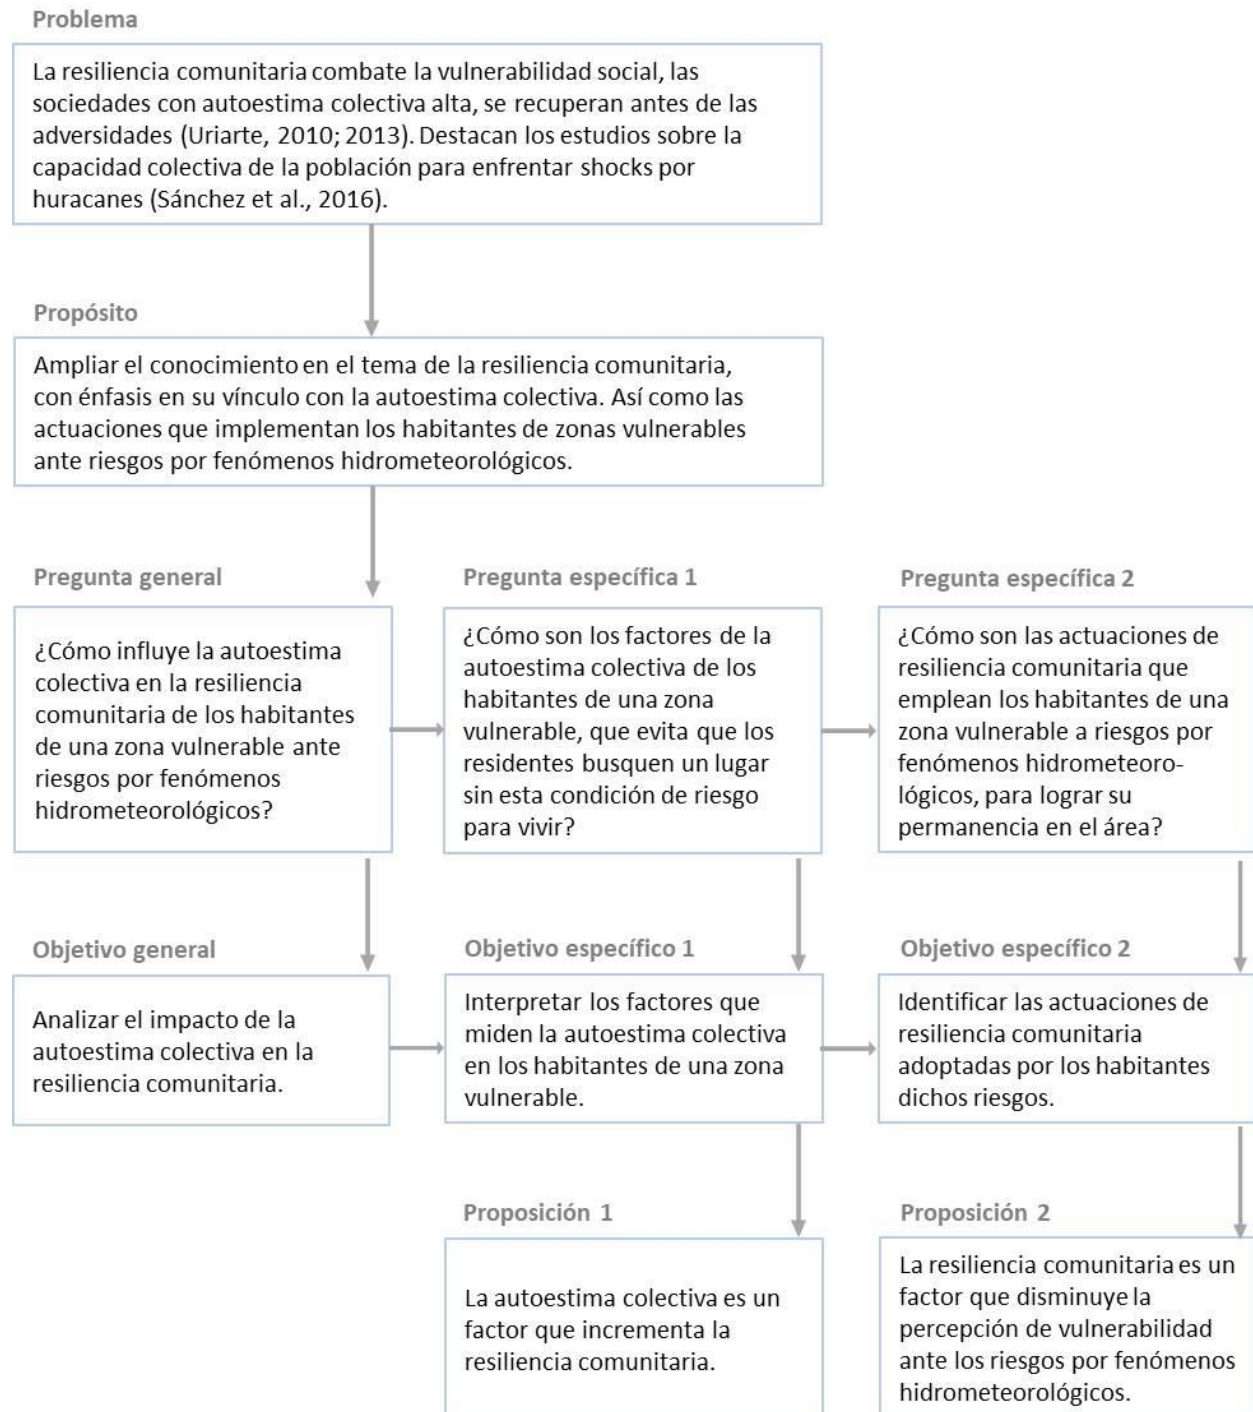 Problema
La resiliencia comunitaria combate la vulnerabilidad social, las
sociedades con autoestima colectiva alta, se recuperan antes de las
adversidades (Uriarte, 2010; 2013). Destacan los estudios sobre la
capacidad colectiva de la población para enfrentar shocks por
huracanes (Sánchez et al., 2016).
Propósito
Ampliar el conocimiento en el tema de la resiliencia comunitaria,
con énfasis en su vínculo con la autoestima colectiva. Así como las
actuaciones que implementan los habitantes de zonas vulnerables
ante riesgos por fenómenos hidrometeorológicos.
Pregunta general
¿Cómo influye la autoestima
colectiva en la resiliencia
comunitaria de los habitantes
de una zona vulnerable ante
riesgos por fenómenos
hidrometeorológicos?
Pregunta específica 1
¿Cómo son los factores de la
autoestima colectiva de los
habitantes de una zona
vulnerable, que evita que los
residentes busquen un lugar
sin esta condición de riesgo
para vivir?
Pregunta específica 2
¿Cómo son las actuaciones de
resiliencia comunitaria que
emplean los habitantes de una
zona vulnerable a riesgos por
fenómenos hidrometeoro-
lógicos, para lograr su
permanencia en el área?
Objetivo general
Analizar el impacto de la
autoestima colectiva en la
resiliencia comunitaria.
Objetivo específico 1
Interpretar los factores que
miden la autoestima colectiva
en los habitantes de una zona
vulnerable.
Objetivo específico 2
Identificar las actuaciones de
resiliencia comunitaria
adoptadas por los habitantes
dichos riesgos.
Proposición 1
La autoestima colectiva es un
factor que incrementa la
resiliencia comunitaria.
Proposición 2
La resiliencia comunitaria es un
factor que disminuye la
percepción de vulnerabilidad
ante los riesgos por fenómenos
hidrometeorológicos.